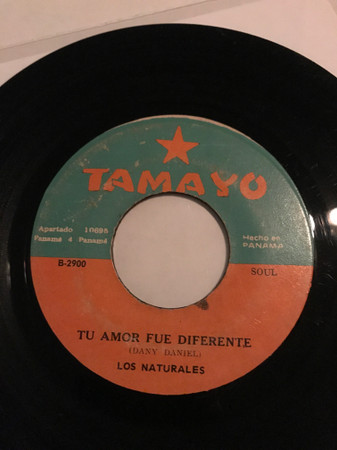 TAMAYO
Apartado 10686
Panamá 4 Panamá
Hecho en
PANAMA
B-2900
SOUL
TU AMOR FUE DIFERENTE
(DANY DANIEL)
LOS NATURALES